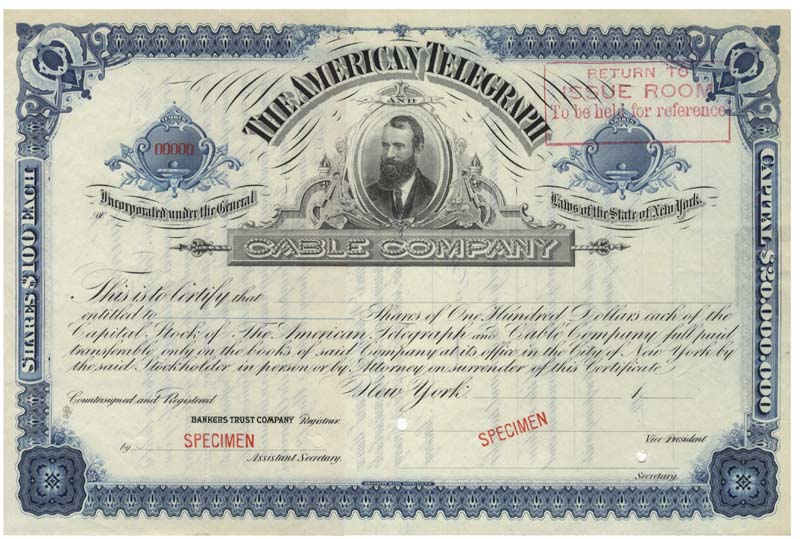 THE AMERICAN TELEGRAPH
AND
CABLE COMPANY
RETURN TO
ISSUE ROOM
To be held for reference
NUMBER
00000
SHARES
Incorporated under the General
Laws of the State of New York.
SHARES $100 EACH
CAPITAL $20,000,000
This is to Certify that
entitled to Shares of One Hundred Dollars each of the
Capital Stock of The American Telegraph and Cable Company full paid
transferable only on the books of said Company at its office in the City of New York by
the said Stockholder in person or by Attorney on surrender of this Certificate
New York 1
Countersigned and Registered
BANKERS TRUST COMPANY Registrar.
by SPECIMEN
Assistant Secretary.
SPECIMEN
Vice President
Secretary.